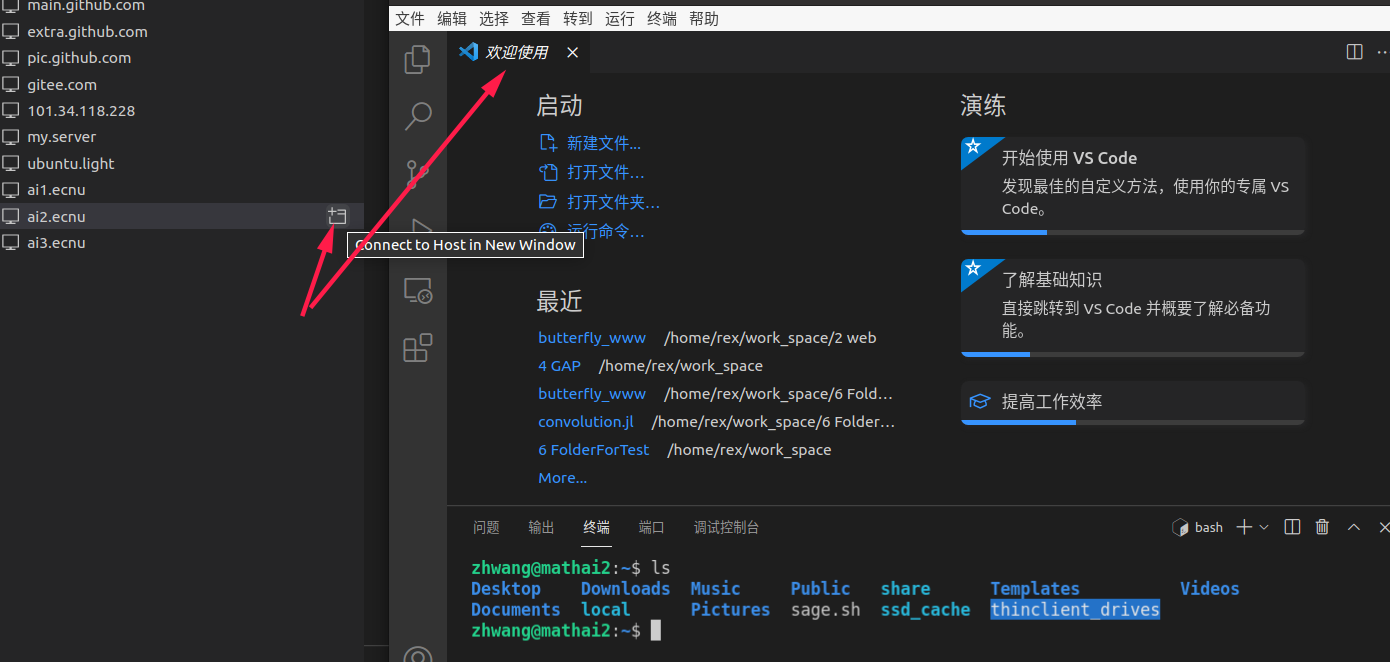 main.github.com
extra.github.com
pic.github.com
gitee.com
101.34.118.228
my.server
ubuntu.light
ai1.ecnu
ai2.ecnu
ai3.ecnu
Connect to Host in New Window
文件 编辑 选择 查看 转到 运行 终端 帮助
欢迎使用
启动
新建文件...
打开文件...
打开文件夹...
运行命令...
最近
butterfly_www /home/rex/work_space/2 web
4 GAP /home/rex/work_space
butterfly_www /home/rex/work_space/6 Fold...
convolution.jl /home/rex/work_space/6 Folder...
6 FolderForTest /home/rex/work_space
More...
演练
开始使用 VS Code
发现最佳的自定义方法，使用你的专属 VS
Code。
了解基础知识
直接跳转到 VS Code 并概要了解必备功
能。
提高工作效率
问题 输出 终端 端口 调试控制台
bash
zhwang@mathai2:~$ ls
Desktop Downloads Music Public share Templates Videos
Documents local Pictures sage.sh ssd_cache thinclient_drives
zhwang@mathai2:~$